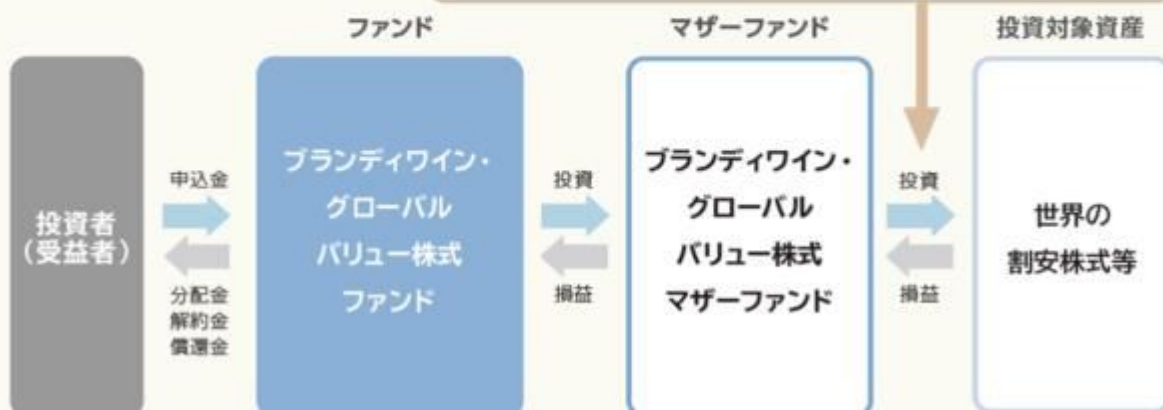 ファンド
マザーファンド
投資対象資産
投資者
（受益者）
申込金
分配金
解約金
償還金
ブランディワイン・
グローバル
バリュー株式
ファンド
投資
損益
ブランディワイン・
グローバル
バリュー株式
マザーファンド
投資
損益
世界の
割安株式等